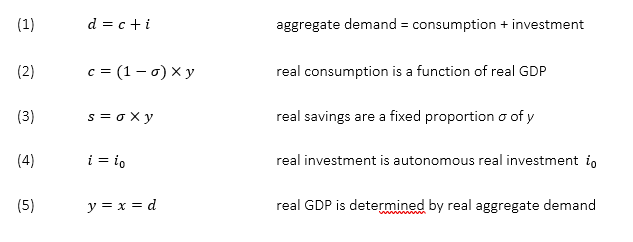 (1) d = c + i aggregate demand = consumption + investment
(2) c = (1 − σ) × y real consumption is a function of real GDP
(3) s = σ × y real savings are a fixed proportion σ of y
(4) i = i₀ real investment is autonomous real investment i₀
(5) y = x = d real GDP is determined by real aggregate demand